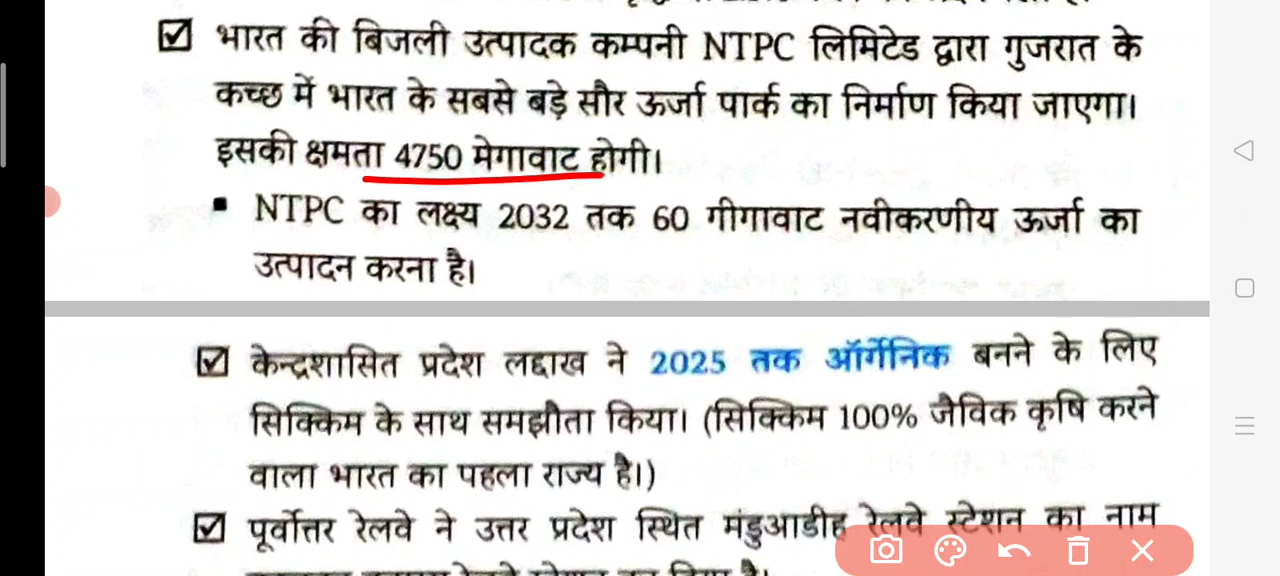 ☑ भारत की बिजली उत्पादक कम्पनी NTPC लिमिटेड द्वारा गुजरात के
कच्छ में भारत के सबसे बड़े सौर ऊर्जा पार्क का निर्माण किया जाएगा।
इसकी क्षमता 4750 मेगावाट होगी।
▪ NTPC का लक्ष्य 2032 तक 60 गीगावाट नवीकरणीय ऊर्जा का
उत्पादन करना है।
☑ केन्द्रशासित प्रदेश लद्दाख ने 2025 तक ऑर्गेनिक बनने के लिए
सिक्किम के साथ समझौता किया। (सिक्किम 100% जैविक कृषि करने
वाला भारत का पहला राज्य है।)
☑ पूर्वोत्तर रेलवे ने उत्तर प्रदेश स्थित मंडुआडीह रेलवे स्टेशन का नाम